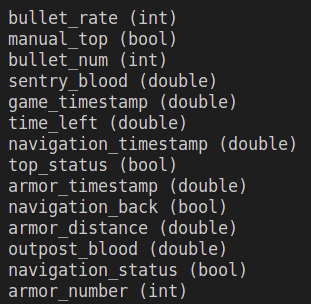 bullet_rate (int)
manual_top (bool)
bullet_num (int)
sentry_blood (double)
game_timestamp (double)
time_left (double)
navigation_timestamp (double)
top_status (bool)
armor_timestamp (double)
navigation_back (bool)
armor_distance (double)
outpost_blood (double)
navigation_status (bool)
armor_number (int)